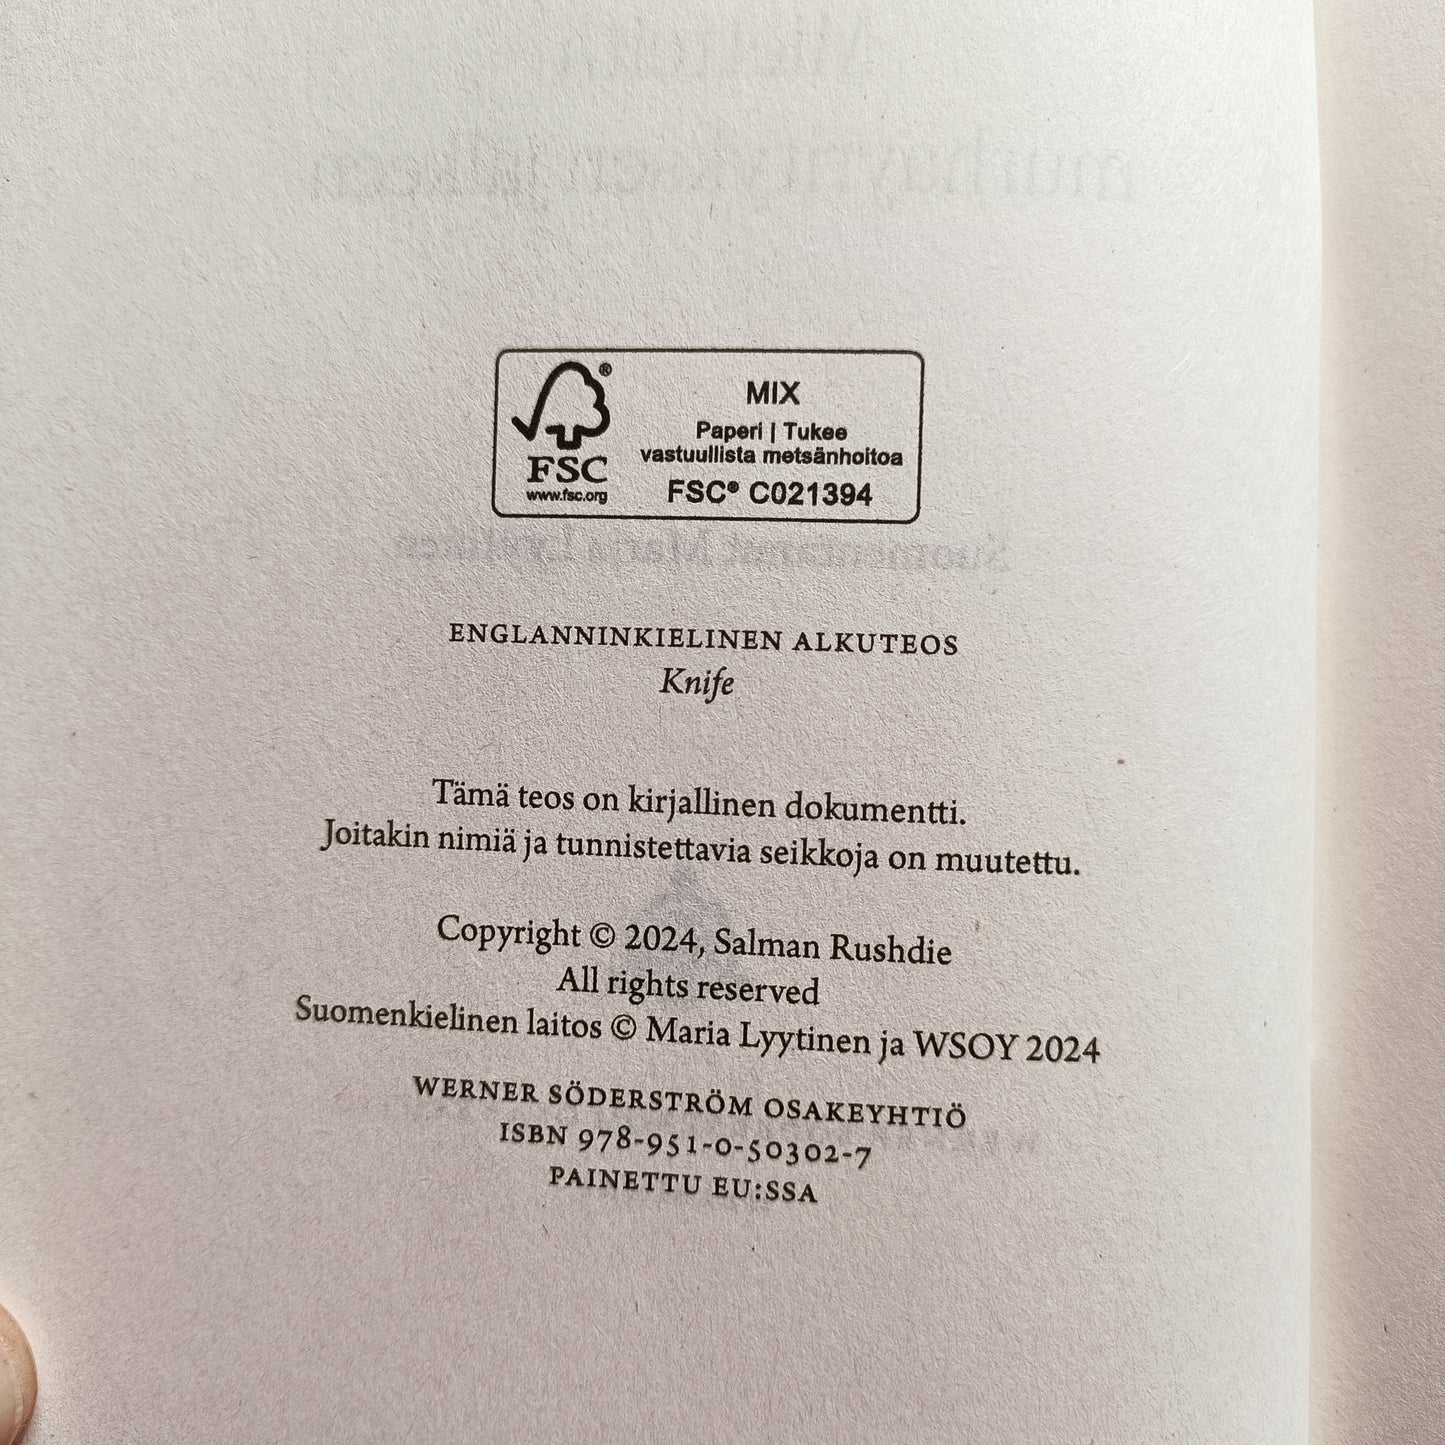 FSC®
www.fsc.org
MIX
Paperi | Tukee
vastuullista metsänhoitoa
FSC® C021394
ENGLANNINKIELINEN ALKUTEOS
Knife
Tämä teos on kirjallinen dokumentti.
Joitakin nimiä ja tunnistettavia seikkoja on muutettu.
Copyright © 2024, Salman Rushdie
All rights reserved
Suomenkielinen laitos © Maria Lyytinen ja WSOY 2024
WERNER SÖDERSTRÖM OSAKEYHTIÖ
ISBN 978-951-0-50302-7
PAINETTU EU:SSA